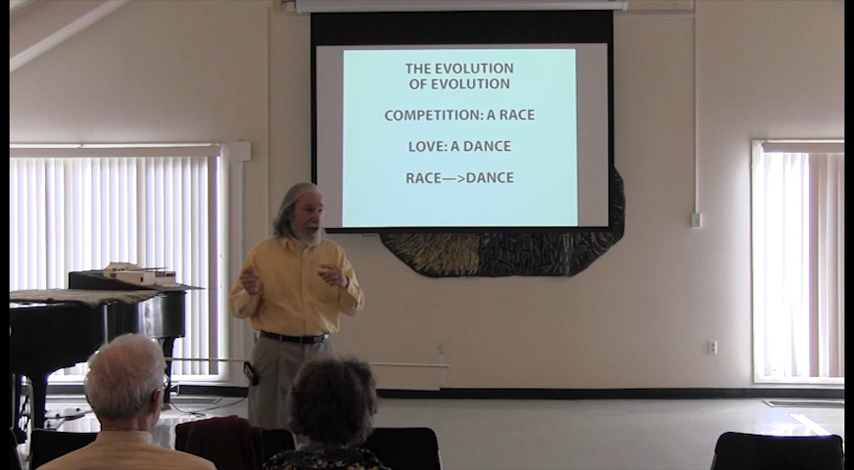 THE EVOLUTION
OF EVOLUTION
COMPETITION: A RACE
LOVE: A DANCE
RACE—>DANCE